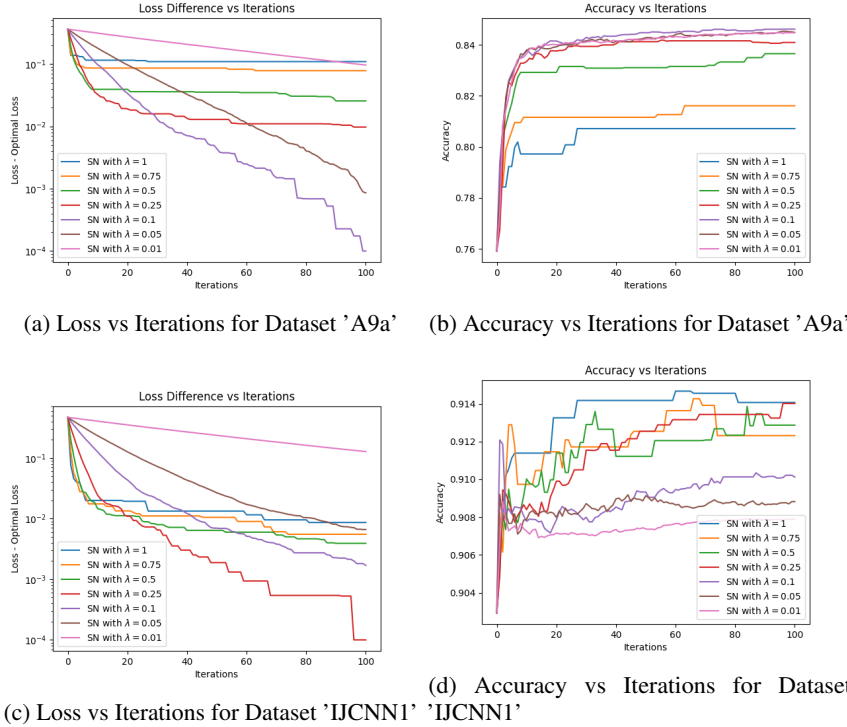 Loss Difference vs Iterations
Loss - Optimal Loss
10⁻¹
10⁻²
10⁻³
10⁻⁴
SN with λ = 1
SN with λ = 0.75
SN with λ = 0.5
SN with λ = 0.25
SN with λ = 0.1
SN with λ = 0.05
SN with λ = 0.01
0 20 40 60 80 100
Iterations
(a) Loss vs Iterations for Dataset 'A9a'
Accuracy vs Iterations
Accuracy
0.84
0.82
0.80
0.78
0.76
SN with λ = 1
SN with λ = 0.75
SN with λ = 0.5
SN with λ = 0.25
SN with λ = 0.1
SN with λ = 0.05
SN with λ = 0.01
0 20 40 60 80 100
Iterations
(b) Accuracy vs Iterations for Dataset 'A9a'
Loss Difference vs Iterations
Loss - Optimal Loss
10⁻¹
10⁻²
10⁻³
10⁻⁴
SN with λ = 1
SN with λ = 0.75
SN with λ = 0.5
SN with λ = 0.25
SN with λ = 0.1
SN with λ = 0.05
SN with λ = 0.01
0 20 40 60 80 100
Iterations
(c) Loss vs Iterations for Dataset 'IJCNN1'
Accuracy vs Iterations
Accuracy
0.914
0.912
0.910
0.908
0.906
0.904
SN with λ = 1
SN with λ = 0.75
SN with λ = 0.5
SN with λ = 0.25
SN with λ = 0.1
SN with λ = 0.05
SN with λ = 0.01
0 20 40 60 80 100
Iterations
(d) Accuracy vs Iterations for Dataset
'IJCNN1'